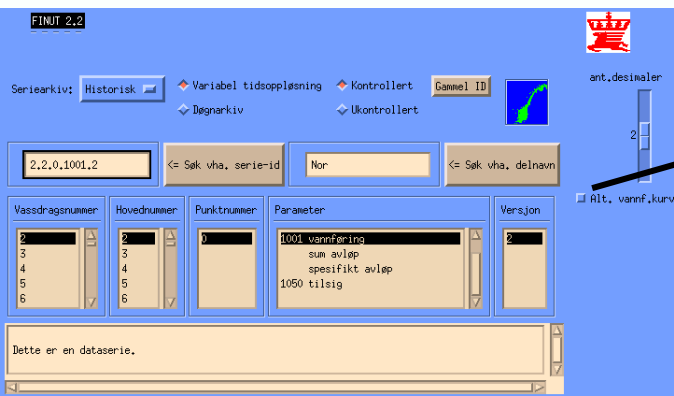 FINUT 2.2
Seriearkiv: Historisk Variabel tidsoppløsning Kontrollert Gammel ID ant.desimaler
Døgnarkiv Ukontrollert
2
2.2.0.1001.2 <= Søk vha. serie-id Nor <= Søk vha. delnavn
Alt. vannf.kurv
Vassdragsnummer Hovednummer Punktnummer Parameter Versjon
2 2 0 1001 vannføring 2
3 3 sum avløp
4 4 spesifikt avløp
5 5 1050 tilsig
6 6
Dette er en dataserie.